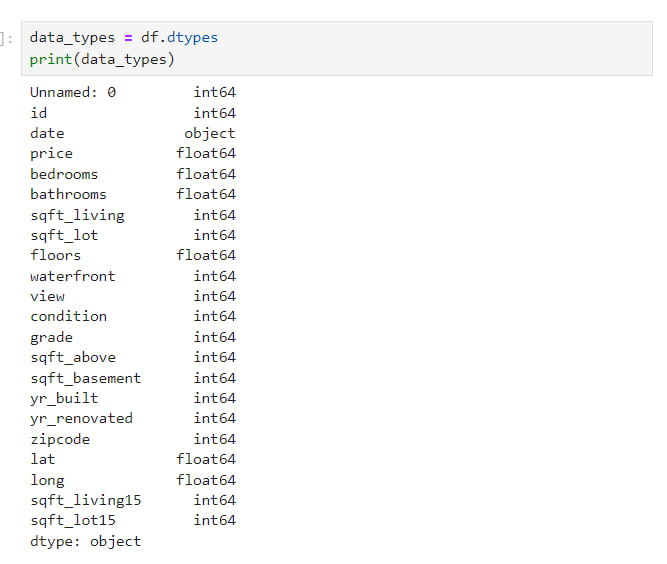 ]:
data_types = df.dtypes
print(data_types)
Unnamed: 0         int64
id                 int64
date              object
price            float64
bedrooms         float64
bathrooms        float64
sqft_living        int64
sqft_lot           int64
floors           float64
waterfront         int64
view               int64
condition          int64
grade              int64
sqft_above         int64
sqft_basement      int64
yr_built           int64
yr_renovated       int64
zipcode            int64
lat              float64
long             float64
sqft_living15      int64
sqft_lot15         int64
dtype: object